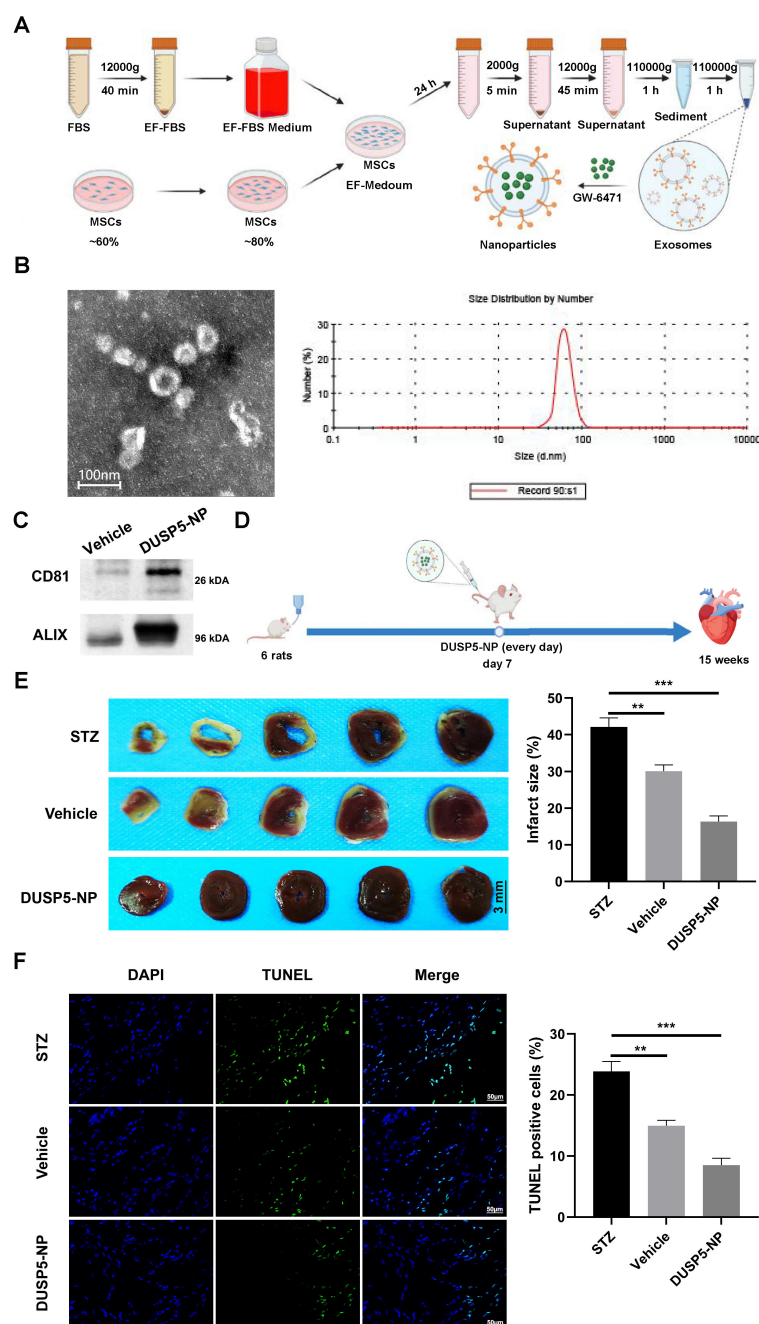 A
12000g
40 min
FBS
EF-FBS
EF-FBS Medium
24 h
2000g
5 min
12000g
45 mim
110000g
1 h
110000g
1 h
Supernatant
Supernatant
Sediment
MSCs
EF-Medoum
MSCs
~60%
MSCs
~80%
GW-6471
Nanoparticles
Exosomes
B
100nm
Size Distribution by Number
Number (%)
30
20
10
0
0.1
1
10
100
1000
10000
Size (d.nm)
Record 90:s1
C
Vehicle
DUSP5-NP
CD81
26 kDA
ALIX
96 kDA
D
6 rats
DUSP5-NP (every day)
day 7
15 weeks
E
STZ
Vehicle
DUSP5-NP
3 mm
Infarct size (%)
50
40
30
20
10
0
***
**
STZ
Vehicle
DUSP5-NP
F
DAPI
TUNEL
Merge
STZ
50μm
Vehicle
50μm
DUSP5-NP
50μm
TUNEL positive cells (%)
30
20
10
0
***
**
STZ
Vehicle
DUSP5-NP